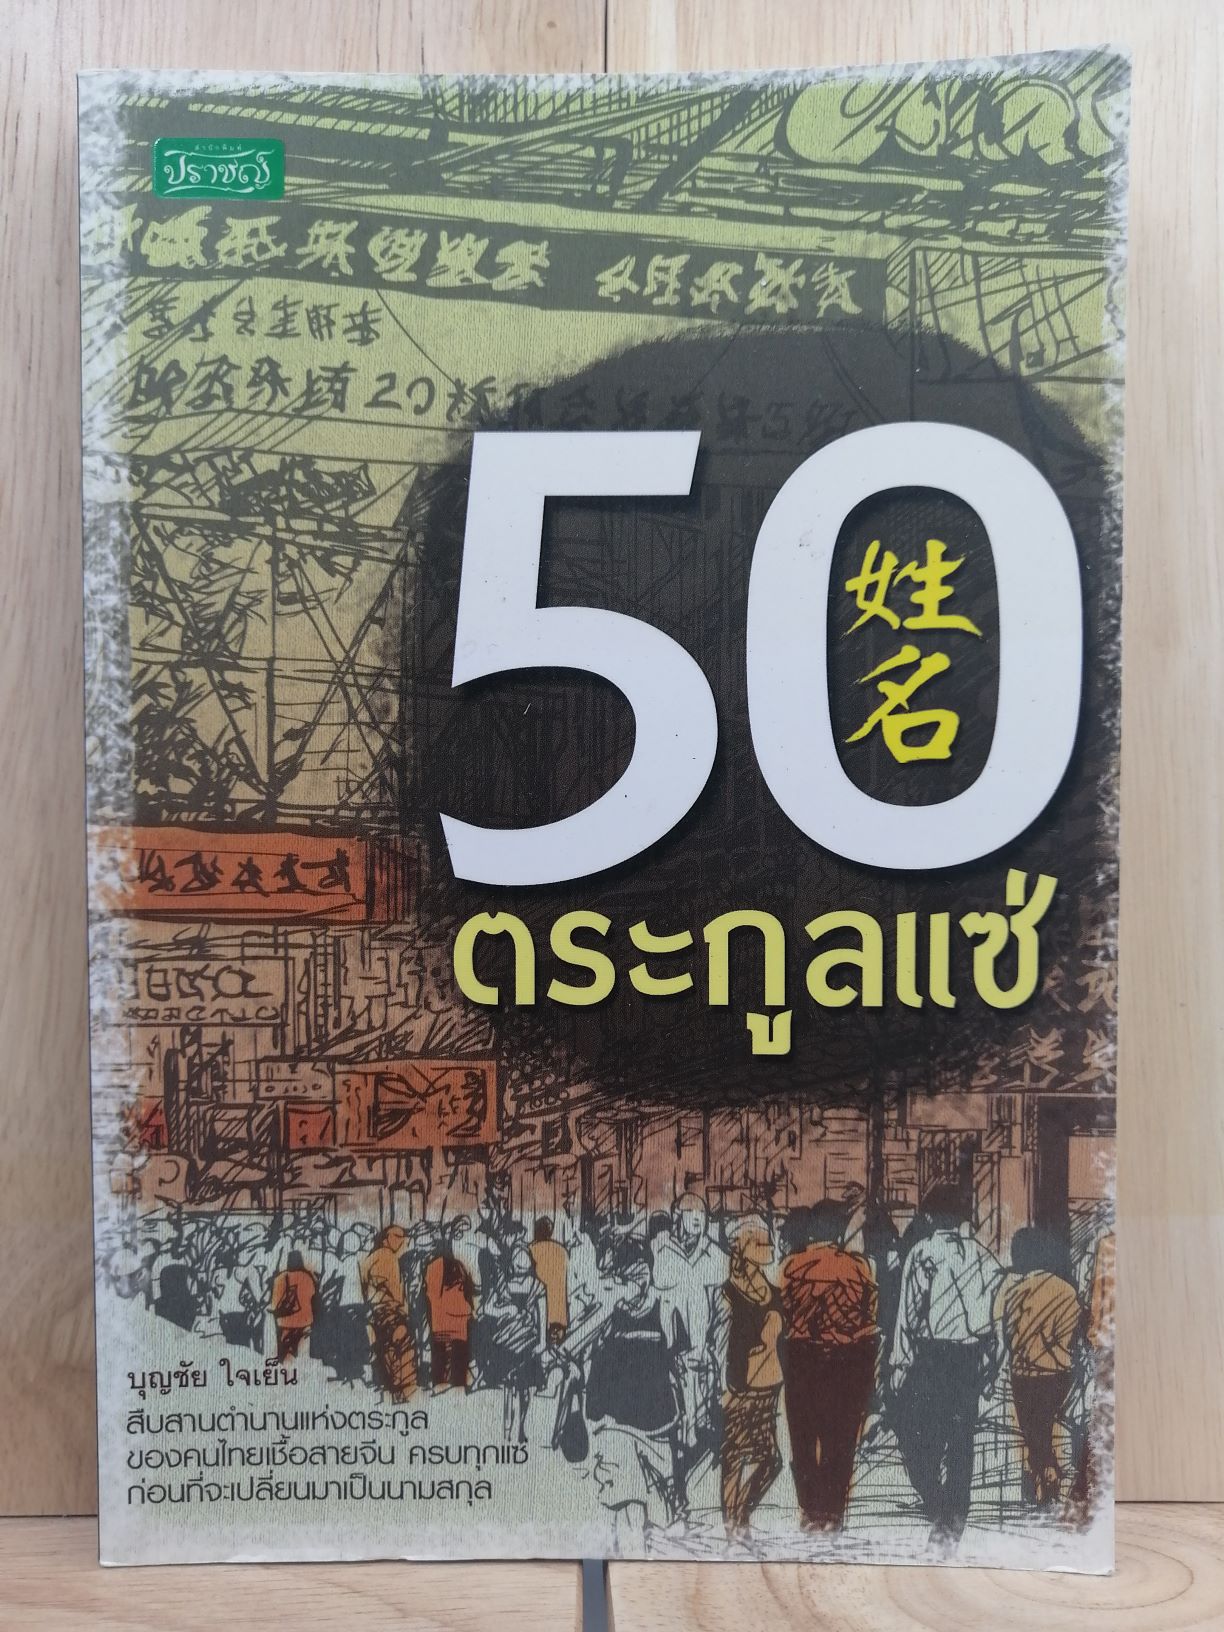 สำนักพิมพ์
ปราชญ์
50
姓
名
ตระกูลแซ่
บุญชัย ใจเย็น
สืบสานตำนานแห่งตระกูล
ของคนไทยเชื้อสายจีน ครบทุกแซ่
ก่อนที่จะเปลี่ยนมาเป็นนามสกุล